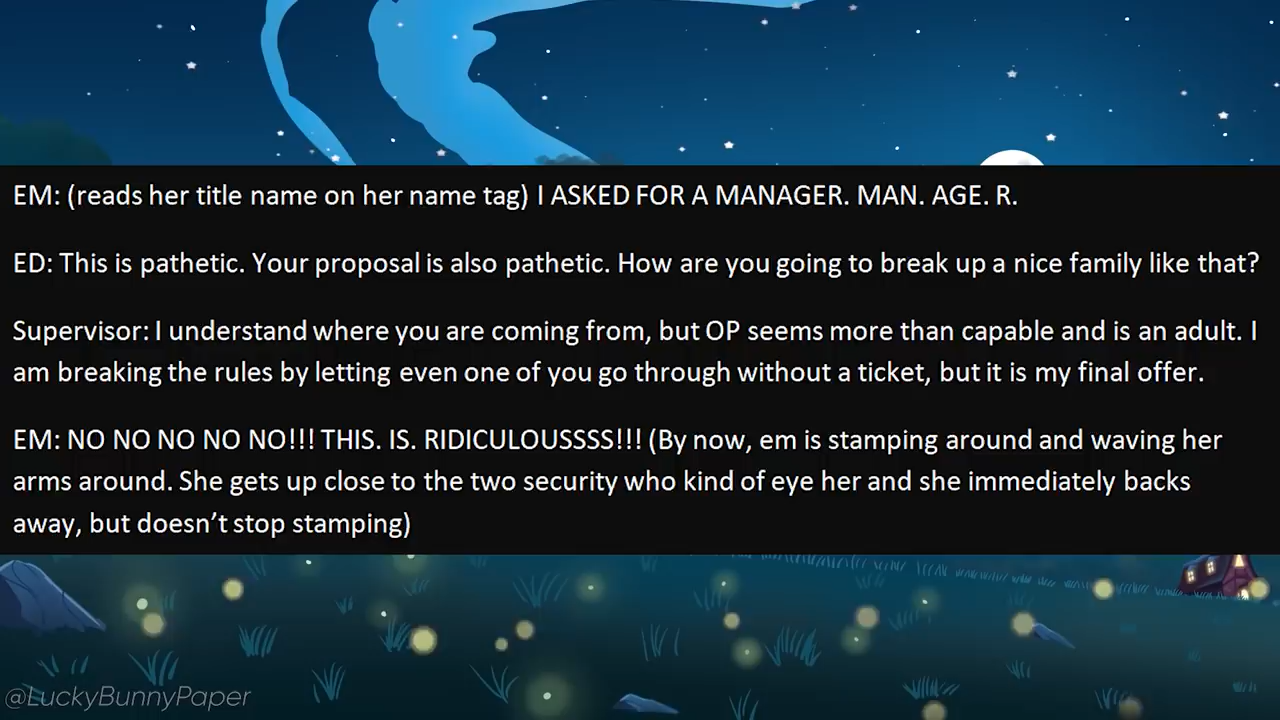 EM: (reads her title name on her name tag) I ASKED FOR A MANAGER. MAN. AGE. R.
ED: This is pathetic. Your proposal is also pathetic. How are you going to break up a nice family like that?
Supervisor: I understand where you are coming from, but OP seems more than capable and is an adult. I
am breaking the rules by letting even one of you go through without a ticket, but it is my final offer.
EM: NO NO NO NO NO!!! THIS. IS. RIDICULOUSSSS!!! (By now, em is stamping around and waving her
arms around. She gets up close to the two security who kind of eye her and she immediately backs
away, but doesn’t stop stamping)
@LuckyBunnyPaper